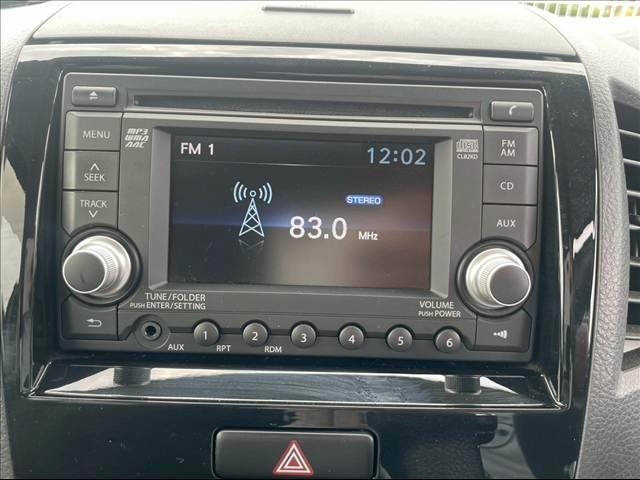 MENU
MP3
WMA
AAC
FM 1
12:02
CL82KD
FM
AM
SEEK
CD
STEREO
TRACK
83.0 MHz
AUX
TUNE/FOLDER
PUSH ENTER/SETTING
VOLUME
PUSH POWER
1 2 3 4 5 6
AUX RPT RDM